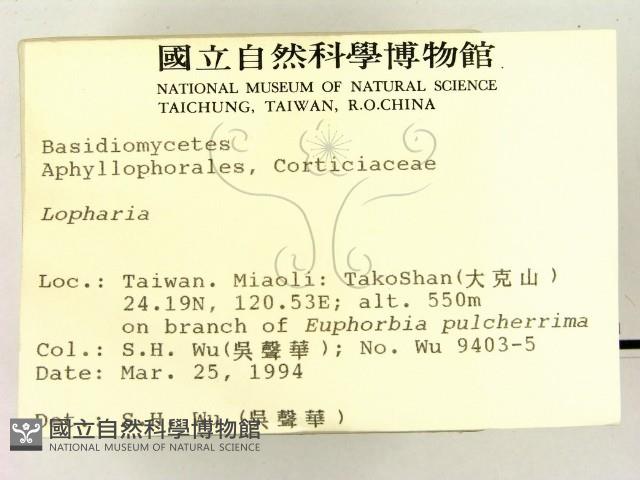 國立自然科學博物館
NATIONAL MUSEUM OF NATURAL SCIENCE
TAICHUNG, TAIWAN, R.O.CHINA
Basidiomycetes
Aphyllophorales, Corticiaceae
Lopharia
Loc.: Taiwan. Miaoli: TakoShan(大克山)
24.19N, 120.53E; alt. 550m
on branch of Euphorbia pulcherrima
Col.: S.H. Wu(吳聲華); No. Wu 9403-5
Date: Mar. 25, 1994
Det.: S.H. Wu (吳聲華)
國立自然科學博物館
NATIONAL MUSEUM OF NATURAL SCIENCE